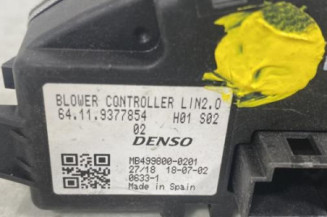 BLOWER CONTROLLER LIN2.0
64.11.9377854 H01 S02
02
DENSO
MB499800-0201
27/18 18-07-02
0633-1
Made in Spain